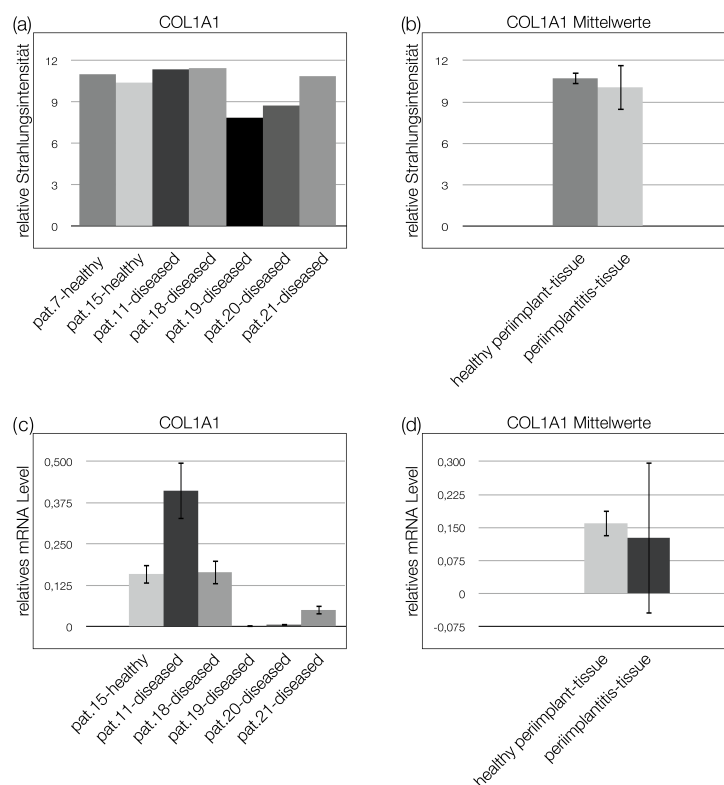 (a)
COL1A1
relative Strahlungsintensität
12
9
6
3
0
pat.7-healthy
pat.15-healthy
pat.11-diseased
pat.18-diseased
pat.19-diseased
pat.20-diseased
pat.21-diseased
(b)
COL1A1 Mittelwerte
relative Strahlungsintensität
12
9
6
3
0
healthy periimplant-tissue
periimplantitis-tissue
(c)
COL1A1
relatives mRNA Level
0,500
0,375
0,250
0,125
0
pat.15-healthy
pat.11-diseased
pat.18-diseased
pat.19-diseased
pat.20-diseased
pat.21-diseased
(d)
COL1A1 Mittelwerte
relatives mRNA Level
0,300
0,225
0,150
0,075
0
-0,075
healthy periimplant-tissue
periimplantitis-tissue